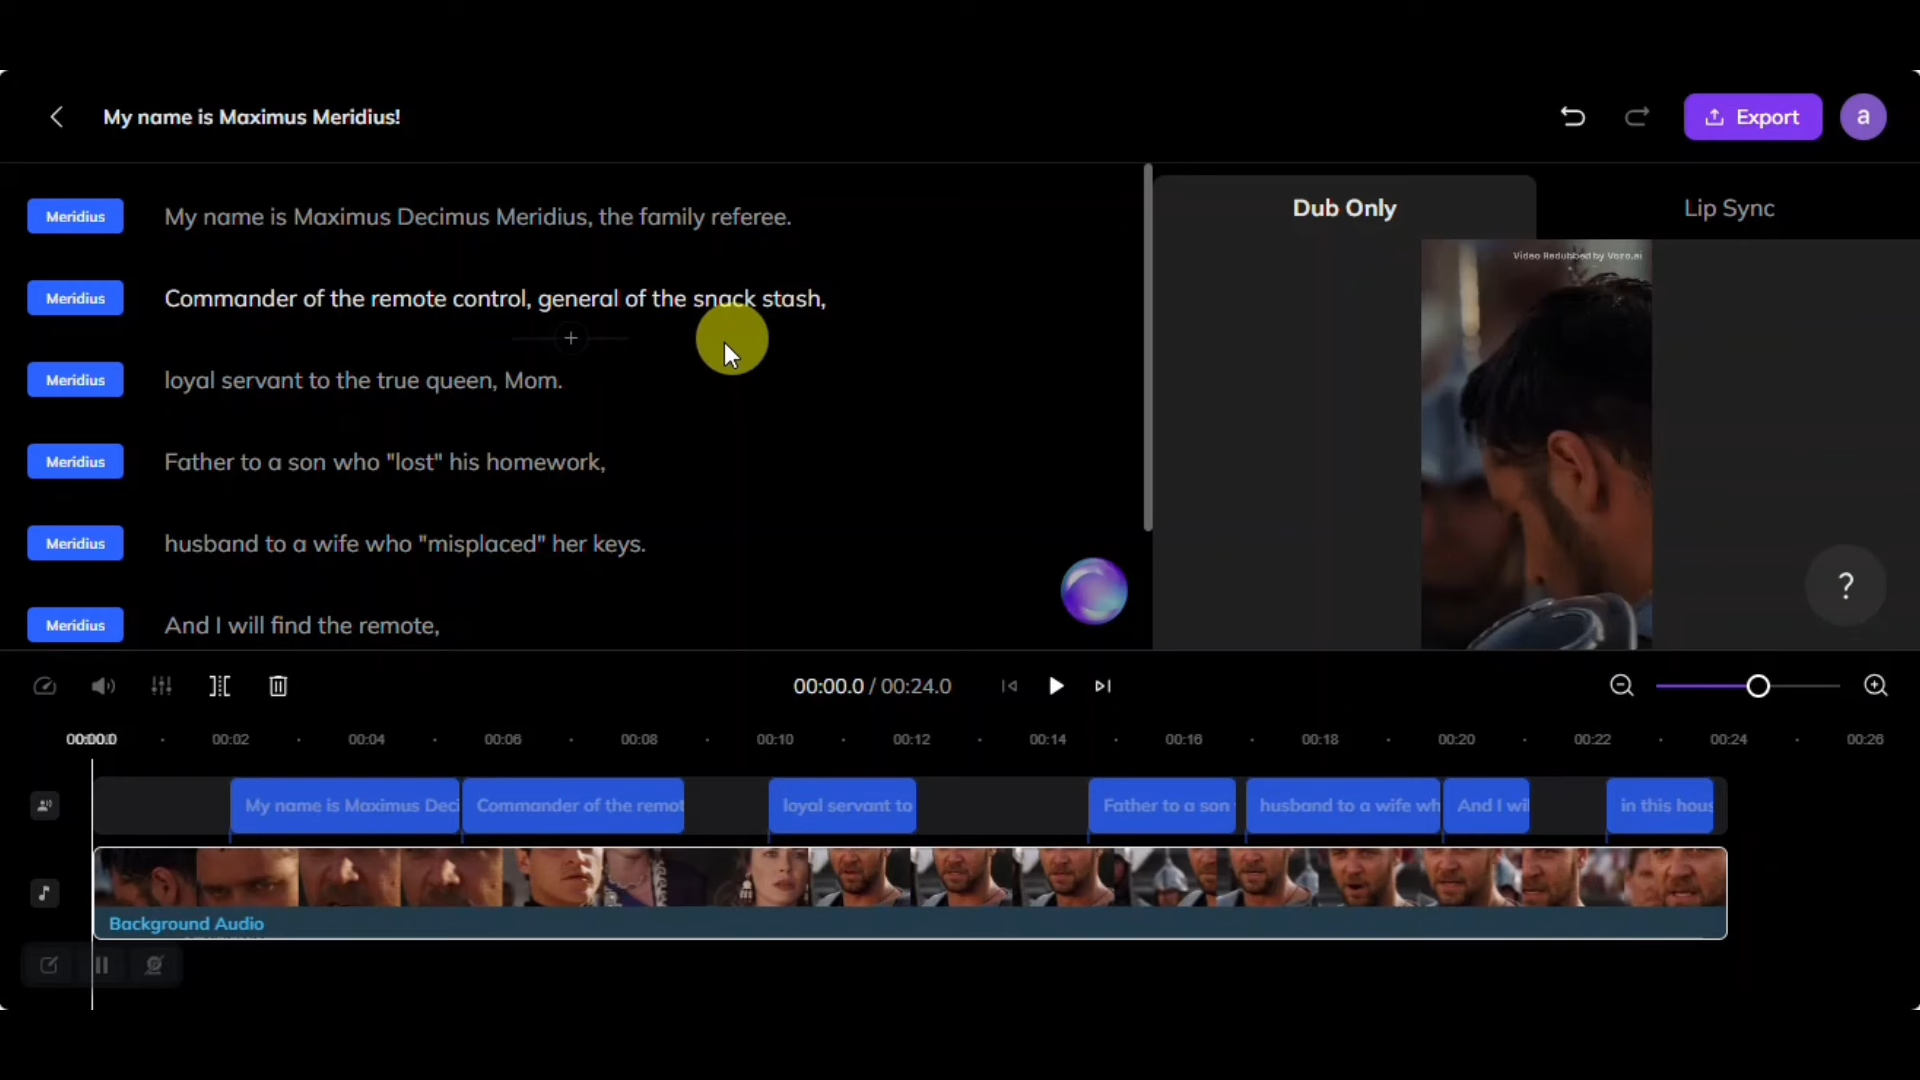 My name is Maximus Meridius!
Export
a
Meridius My name is Maximus Decimus Meridius, the family referee.
Meridius Commander of the remote control, general of the snack stash,
Meridius loyal servant to the true queen, Mom.
Meridius Father to a son who "lost" his homework,
Meridius husband to a wife who "misplaced" her keys.
Meridius And I will find the remote,
Dub Only
Lip Sync
Video Redubbed by Vozo.ai
?
00:00.0 / 00:24.0
00:00.0 00:02 00:04 00:06 00:08 00:10 00:12 00:14 00:16 00:18 00:20 00:22 00:24 00:26
My name is Maximus Deci Commander of the remot loyal servant to Father to a son husband to a wife wh And I wil in this hous
Background Audio